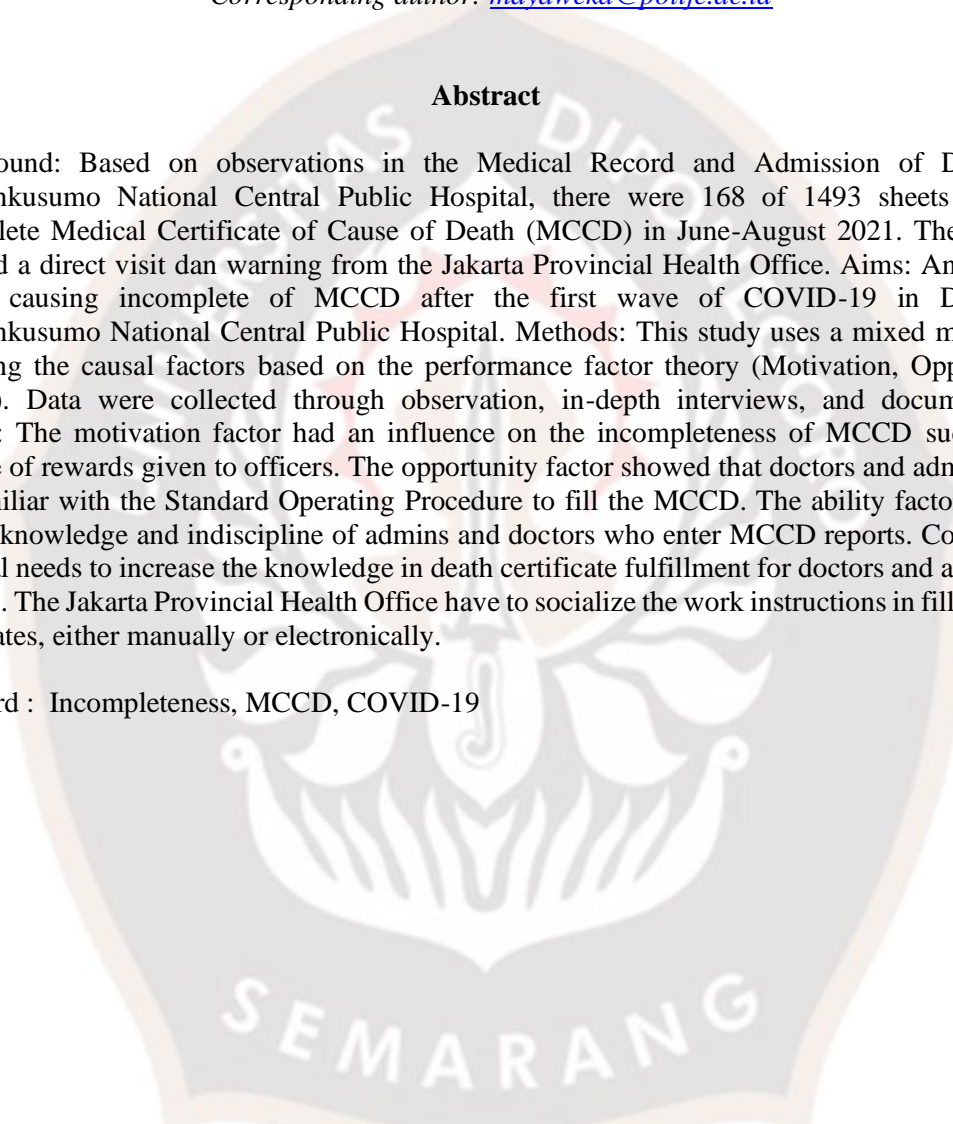 Corresponding author:
Abstract
ound: Based on observations in the Medical Record and Admission of D
nkusumo National Central Public Hospital, there were 168 of 1493 sheets
lete Medical Certificate of Cause of Death (MCCD) in June-August 2021. The
d a direct visit dan warning from the Jakarta Provincial Health Office. Aims: An
causing incomplete of MCCD after the first wave of COVID-19 in D
nkusumo National Central Public Hospital. Methods: This study uses a mixed m
ng the causal factors based on the performance factor theory (Motivation, Opp
). Data were collected through observation, in-depth interviews, and docum
: The motivation factor had an influence on the incompleteness of MCCD su
e of rewards given to officers. The opportunity factor showed that doctors and adm
miliar with the Standard Operating Procedure to fill the MCCD. The ability facto
knowledge and indiscipline of admins and doctors who enter MCCD reports. Co
al needs to increase the knowledge in death certificate fulfillment for doctors and a
. The Jakarta Provincial Health Office have to socialize the work instructions in fill
ates, either manually or electronically.
rd : Incompleteness, MCCD, COVID-19
UNIVERSITAS DIPONEGORO
SEMARANG